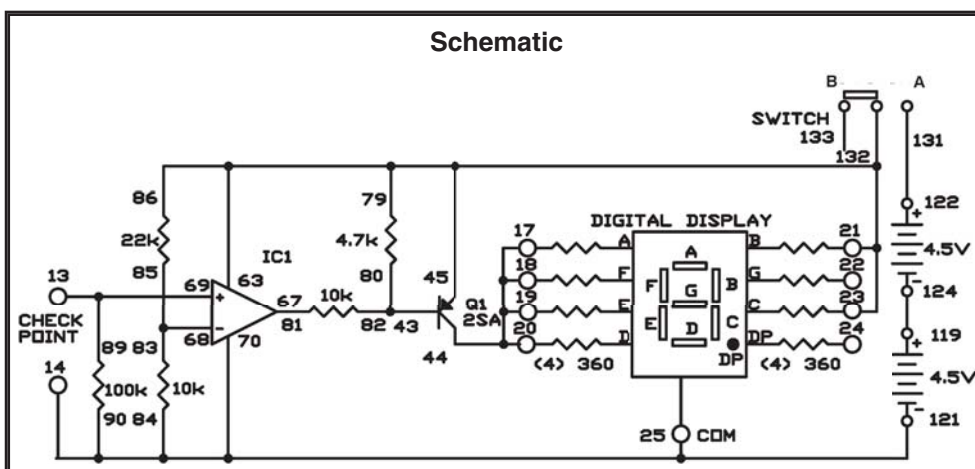 Schematic
B A
SWITCH
133
132
131
86
79
122
+
22k
4.7k
DIGITAL DISPLAY
17
21
4.5V
85
IC1
80
A
A
B
18
22
-
13
69
+
63
45
F
F
G
B
G
124
67
10k
19
23
CHECK
POINT
68
-
70
81
82
43
Q1
2SA
E
E
D
C
C
119
20
24
+
14
89
83
44
D
DP
DP
100k
10k
(4) 360
(4) 360
4.5V
90
84
-
25
COM
121